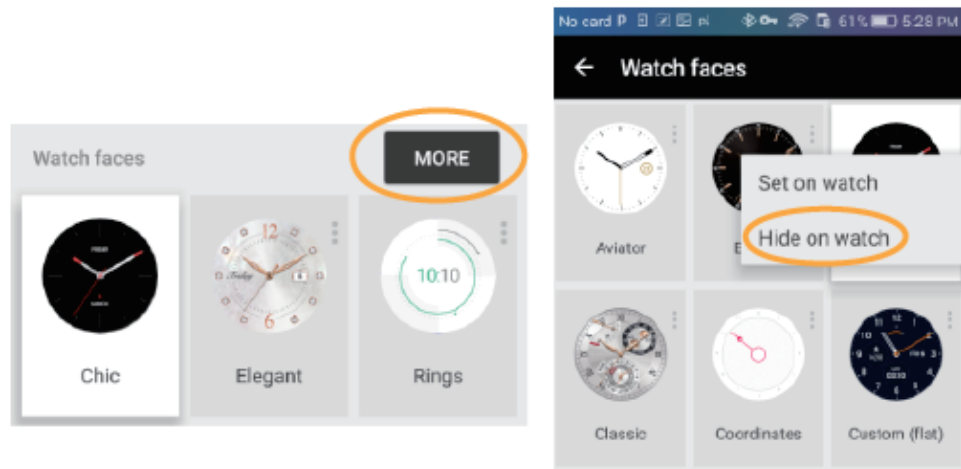 Watch faces
MORE
Chic
Elegant
Rings
10:10
No card
61% 5:28 PM
Watch faces
Set on watch
Hide on watch
Aviator
Classic
Coordinates
Custom (flat)